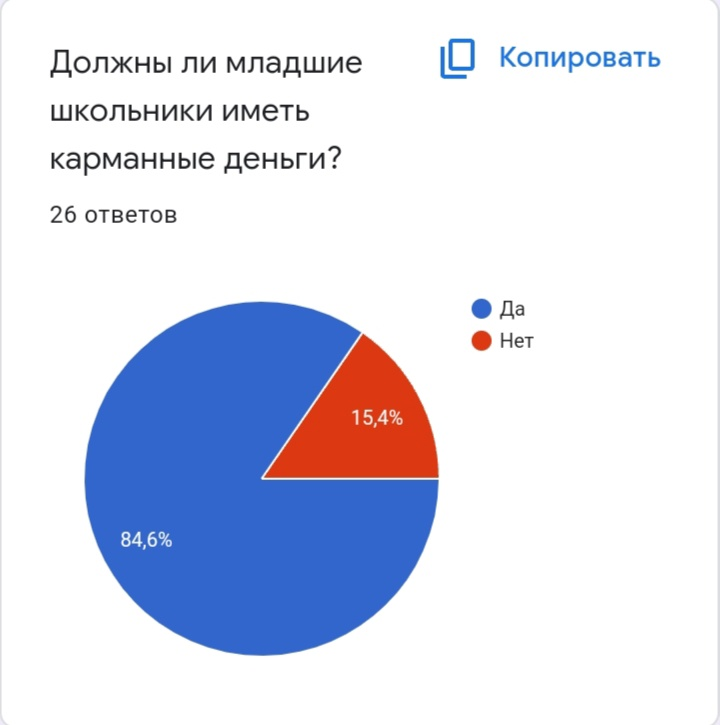 Должны ли младшие
школьники иметь
карманные деньги?
Копировать
26 ответов
Да
Нет
15,4%
84,6%